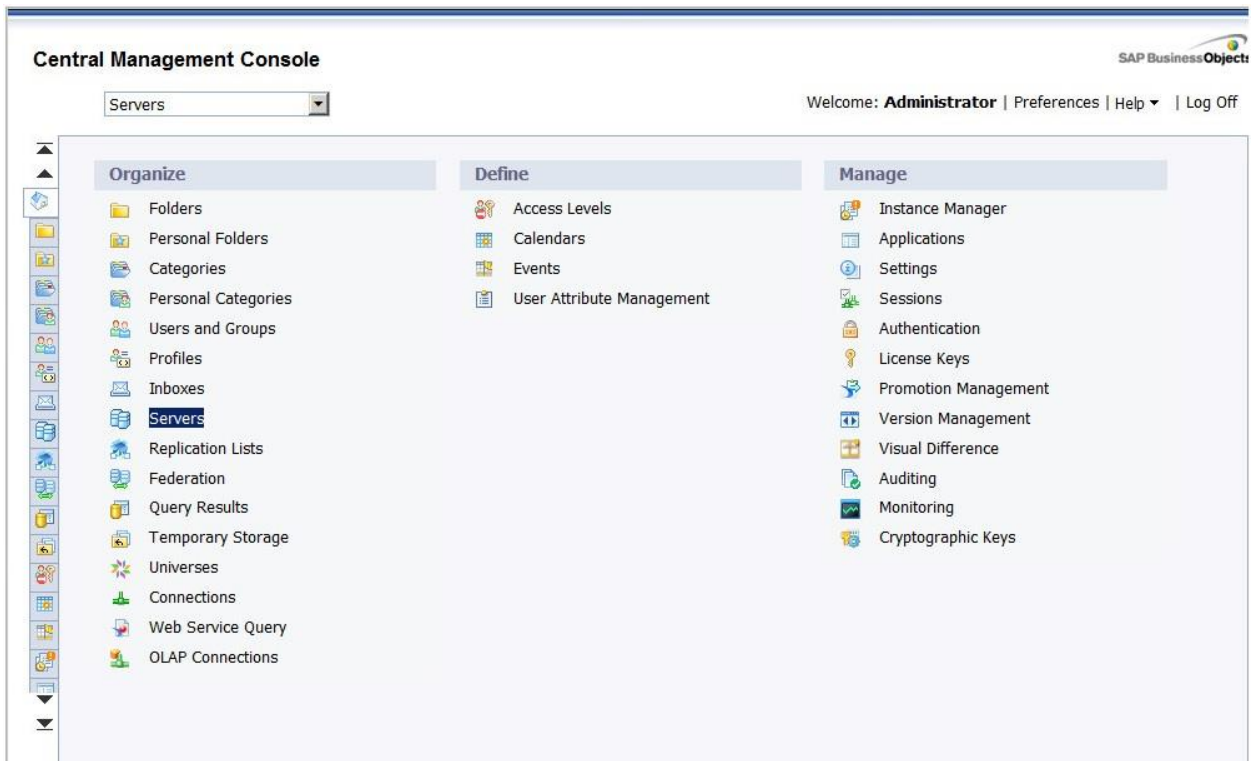 Central Management Console
SAP BusinessObjects
Servers
Welcome: Administrator | Preferences | Help | Log Off
Organize
Folders
Personal Folders
Categories
Personal Categories
Users and Groups
Profiles
Inboxes
Servers
Replication Lists
Federation
Query Results
Temporary Storage
Universes
Connections
Web Service Query
OLAP Connections
Define
Access Levels
Calendars
Events
User Attribute Management
Manage
Instance Manager
Applications
Settings
Sessions
Authentication
License Keys
Promotion Management
Version Management
Visual Difference
Auditing
Monitoring
Cryptographic Keys